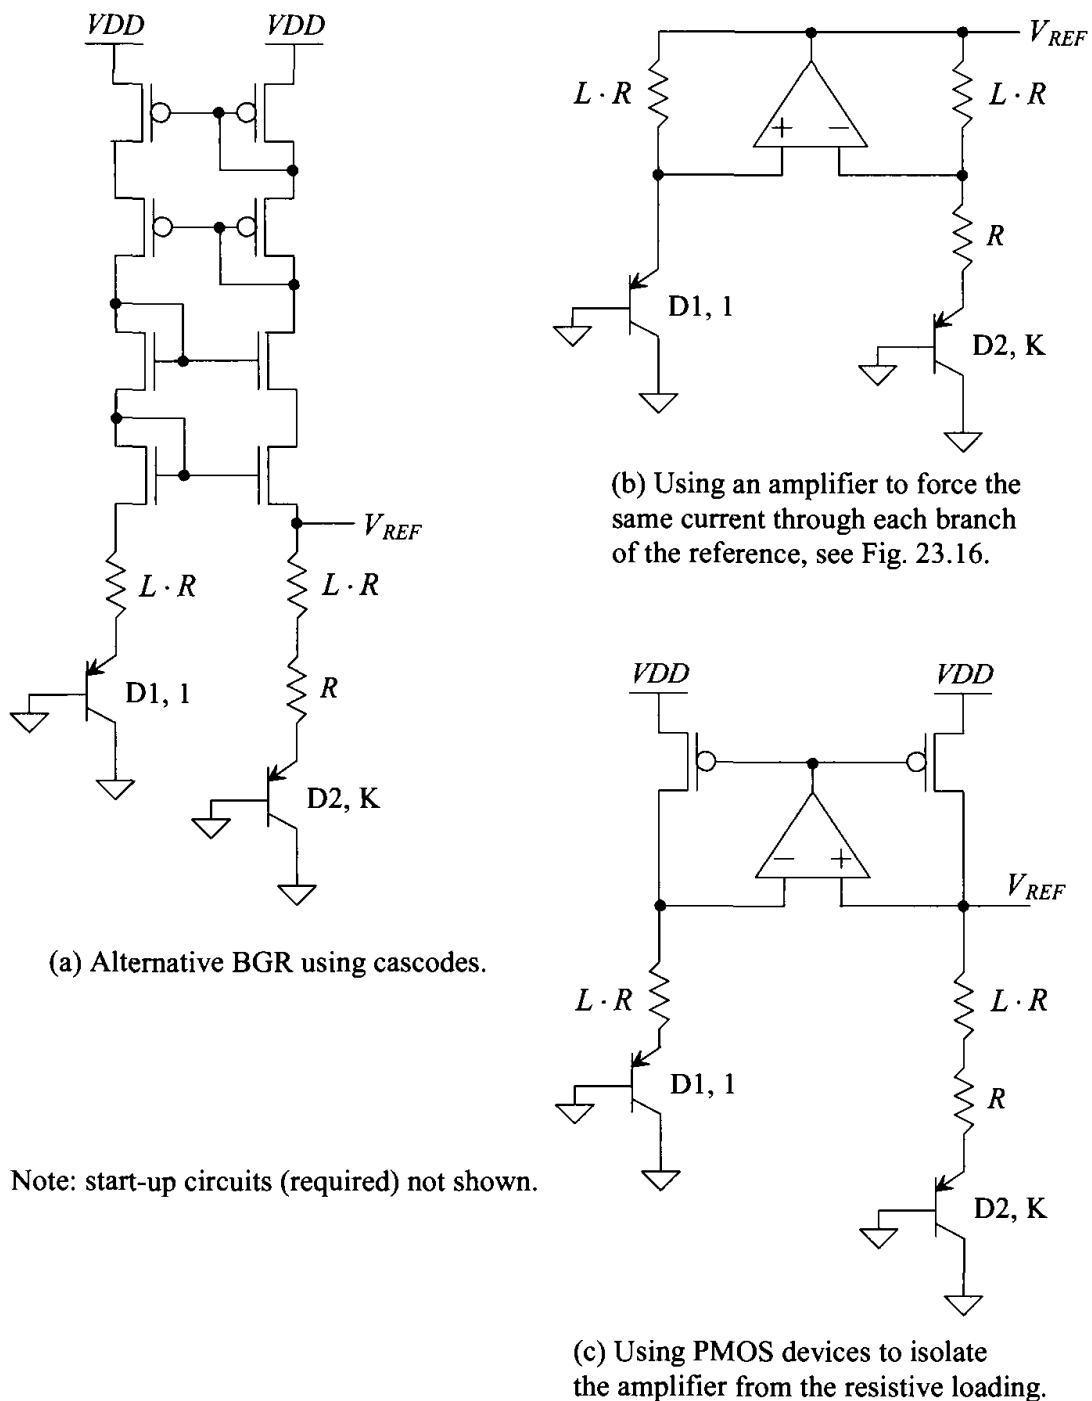 VDD
VDD
L · R
D1, 1
V_REF
L · R
R
D2, K
(a) Alternative BGR using cascodes.
Note: start-up circuits (required) not shown.
V_REF
L · R
+
−
L · R
R
D1, 1
D2, K
(b) Using an amplifier to force the
same current through each branch
of the reference, see Fig. 23.16.
VDD
VDD
−
+
V_REF
L · R
D1, 1
L · R
R
D2, K
(c) Using PMOS devices to isolate
the amplifier from the resistive loading.